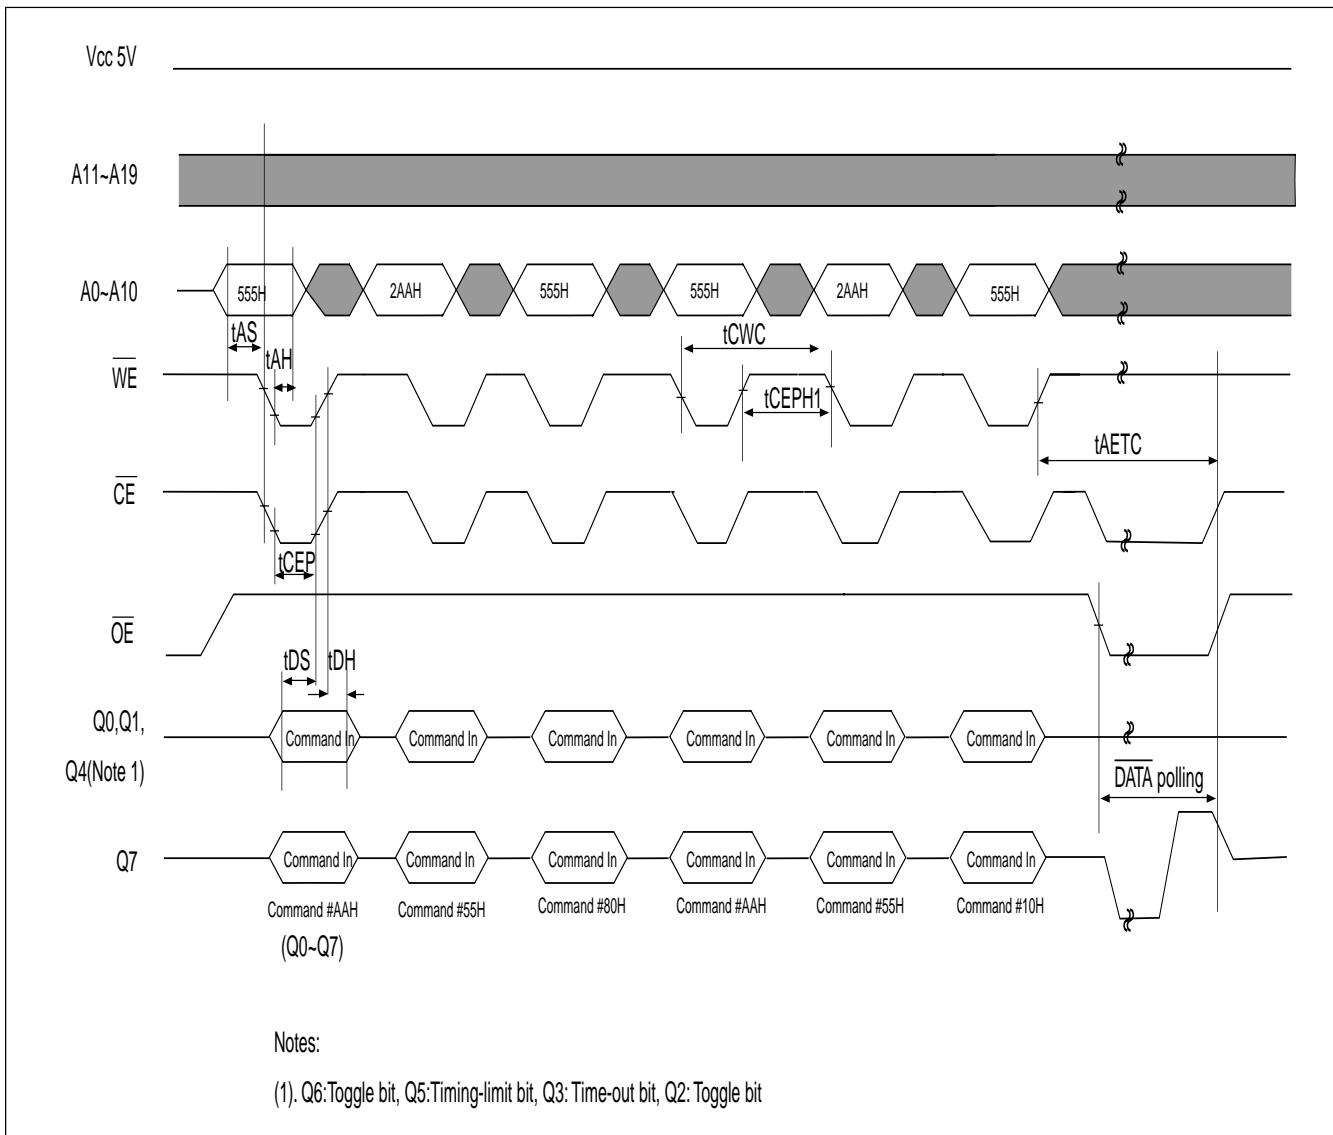 Vcc 5V
A11~A19
A0~A10
555H 2AAH 555H 555H 2AAH 555H
tAS
tAH
tCWC
WE
tCEPH1
tAETC
CE
tCEP
OE
tDS tDH
Q0,Q1,
Q4(Note 1)
Command In Command In Command In Command In Command In Command In
DATA polling
Q7
Command In Command In Command In Command In Command In Command In
Command #AAH Command #55H Command #80H Command #AAH Command #55H Command #10H
(Q0~Q7)
Notes:
(1). Q6:Toggle bit, Q5:Timing-limit bit, Q3: Time-out bit, Q2: Toggle bit